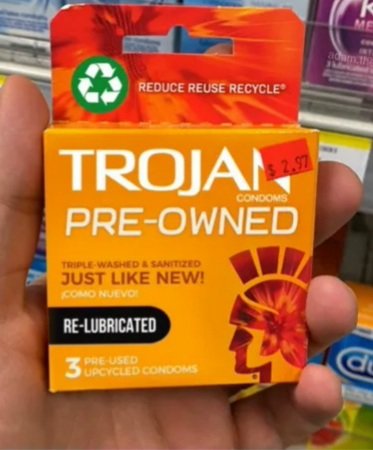 REDUCE REUSE RECYCLE®
TROJAN
$2.97
CONDOMS
PRE-OWNED
TRIPLE-WASHED & SANITIZED
JUST LIKE NEW!
¡COMO NUEVO!
RE-LUBRICATED
3 PRE-USED
UPCYCLED CONDOMS